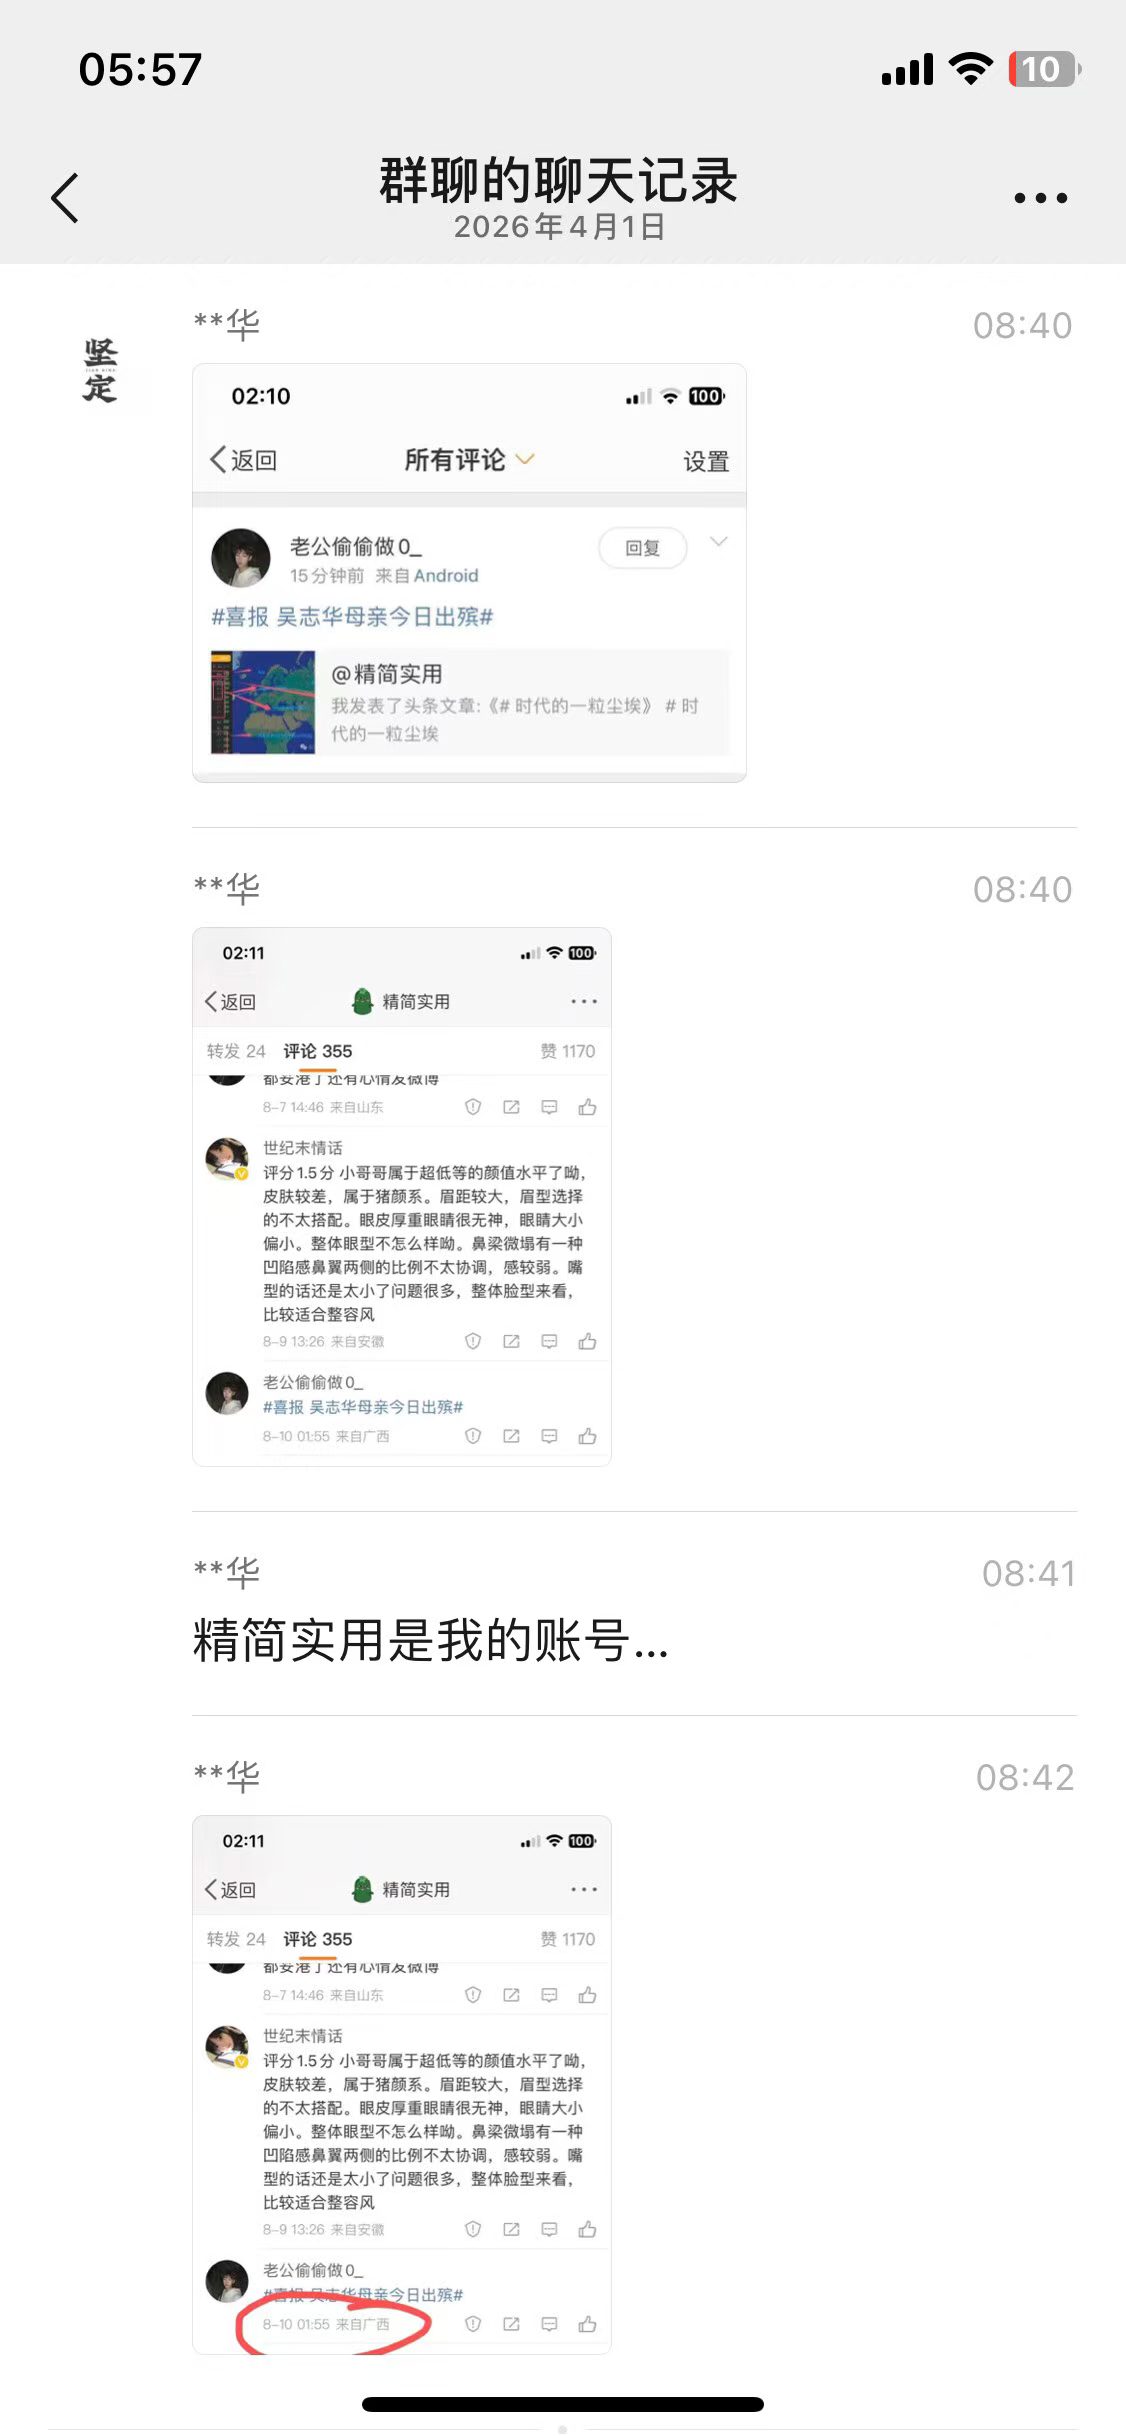 05:57
10
群聊的聊天记录
2026年4月1日
坚定
**华
08:40
02:10
100
返回
所有评论
设置
老公偷偷做0_
回复
15分钟前 来自Android
#喜报 吴志华母亲今日出殡#
@精简实用
我发表了头条文章:《# 时代的一粒尘埃》 # 时
代的一粒尘埃
**华
08:40
02:11
100
返回
精简实用
转发 24 评论 355
赞 1170
8-7 14:46 来自山东
世纪末情话
评分1.5分 小哥哥属于超低等的颜值水平了呦,
皮肤较差，属于猪颜系。眉距较大，眉型选择
的不太搭配。眼皮厚重眼睛很无神，眼睛大小
偏小。整体眼型不怎么样呦。鼻梁微塌有一种
凹陷感鼻翼两侧的比例不太协调，感较弱。嘴
型的话还是太小了问题很多，整体脸型来看，
比较适合整容风
8-9 13:26 来自安徽
老公偷偷做0_
#喜报 吴志华母亲今日出殡#
8-10 01:55 来自广西
**华
08:41
精简实用是我的账号...
**华
08:42
02:11
100
返回
精简实用
转发 24 评论 355
赞 1170
8-7 14:46 来自山东
世纪末情话
评分1.5分 小哥哥属于超低等的颜值水平了呦,
皮肤较差，属于猪颜系。眉距较大，眉型选择
的不太搭配。眼皮厚重眼睛很无神，眼睛大小
偏小。整体眼型不怎么样呦。鼻梁微塌有一种
凹陷感鼻翼两侧的比例不太协调，感较弱。嘴
型的话还是太小了问题很多，整体脸型来看，
比较适合整容风
8-9 13:26 来自安徽
老公偷偷做0_
#喜报 吴志华母亲今日出殡#
8-10 01:55 来自广西